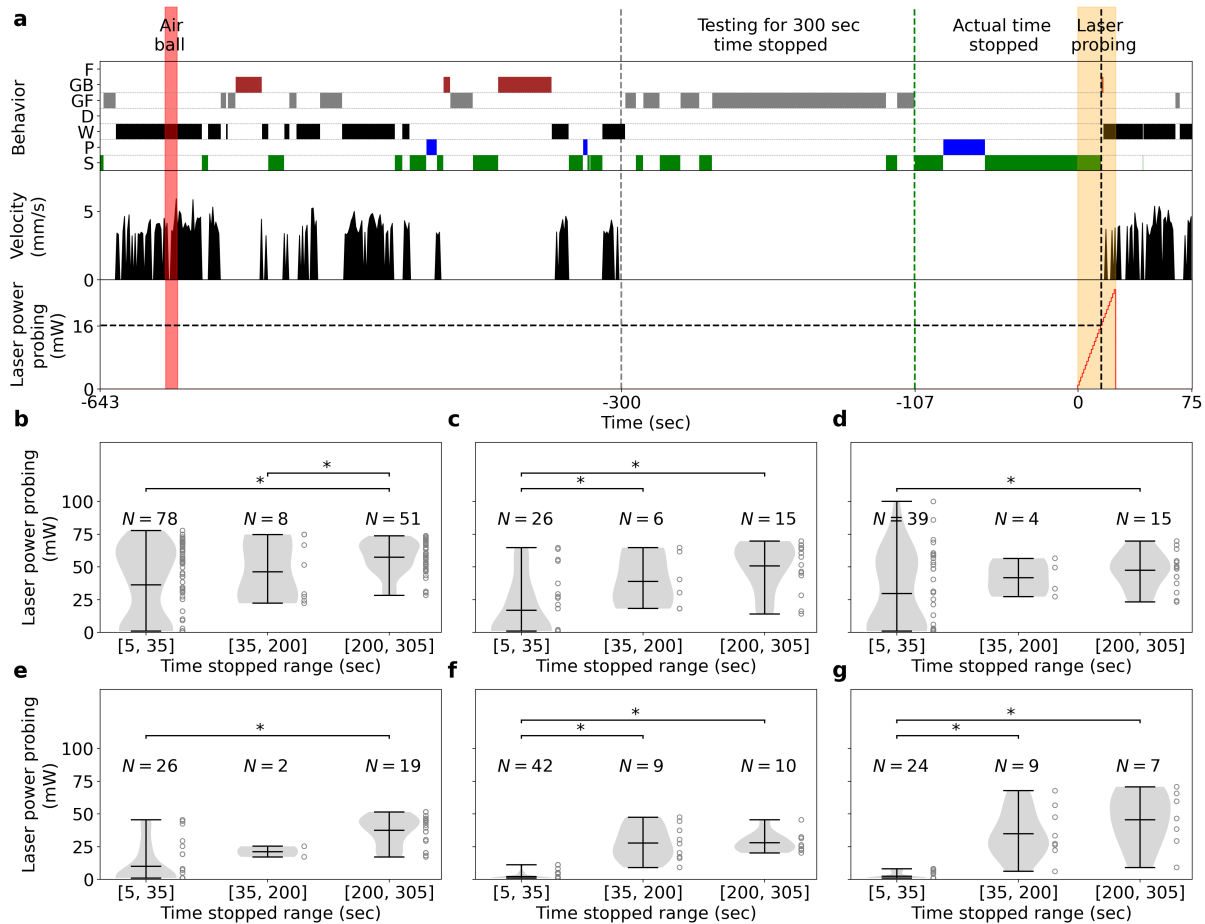 a
Air
ball
Testing for 300 sec
time stopped
Actual time
stopped
Laser
probing
Behavior
F
GB
GF
D
W
P
S
Velocity
(mm/s)
5
0
Laser power
probing
(mW)
16
0
-643
-300
-107
0
75
Time (sec)
b
Laser power probing
(mW)
100
75
50
25
0
*
*
N = 78
N = 8
N = 51
[5, 35]
[35, 200]
[200, 305]
Time stopped range (sec)
c
*
*
N = 26
N = 6
N = 15
[5, 35]
[35, 200]
[200, 305]
Time stopped range (sec)
d
*
N = 39
N = 4
N = 15
[5, 35]
[35, 200]
[200, 305]
Time stopped range (sec)
e
Laser power probing
(mW)
100
75
50
25
0
*
N = 26
N = 2
N = 19
[5, 35]
[35, 200]
[200, 305]
Time stopped range (sec)
f
*
*
N = 42
N = 9
N = 10
[5, 35]
[35, 200]
[200, 305]
Time stopped range (sec)
g
*
*
N = 24
N = 9
N = 7
[5, 35]
[35, 200]
[200, 305]
Time stopped range (sec)